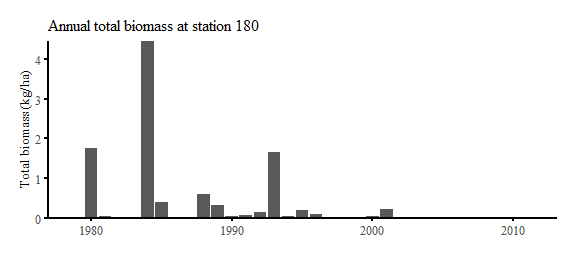 Annual total biomass at station 180
Total biomass (kg/ha)
4
3
2
1
0
1980 1990 2000 2010